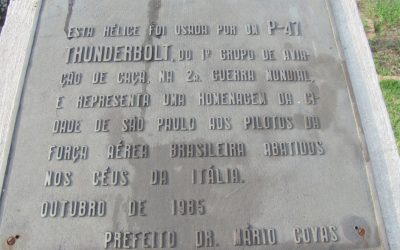 ESTA HÉLICE FOI USADA POR UM P-47
THUNDERBOLT, DO 1º GRUPO DE AVIA-
ÇÃO DE CAÇA, NA 2a. GUERRA MUNDIAL,
E REPRESENTA UMA HOMENAGEM DA CI-
DADE DE SÃO PAULO AOS PILOTOS DA
FORÇA AÉREA BRASILEIRA ABATIDOS
NOS CÉUS DA ITÁLIA.
OUTUBRO DE 1985
PREFEITO DR. MÁRIO COVAS